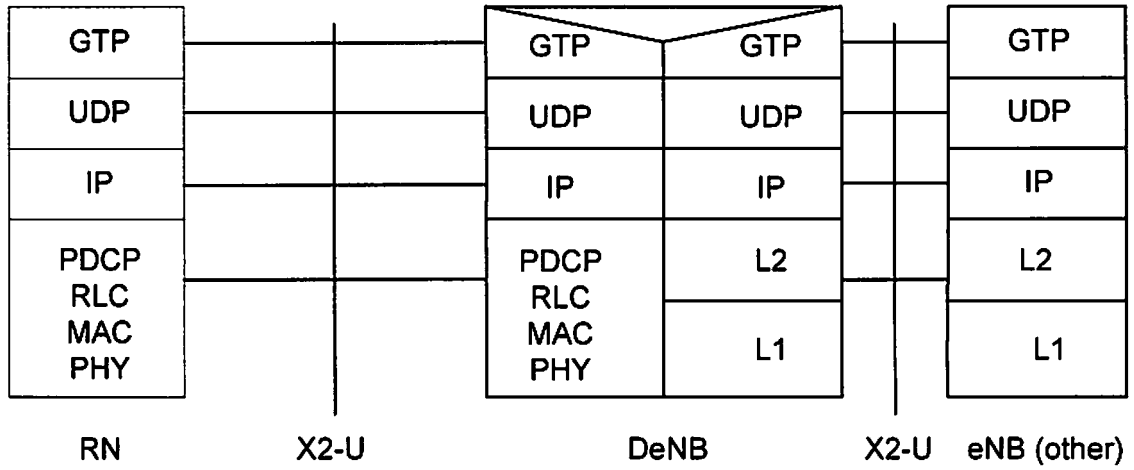 GTP GTP GTP GTP
UDP UDP UDP UDP
IP IP IP IP
PDCP PDCP L2 L2
RLC RLC
MAC MAC L1 L1
PHY PHY
RN X2-U DeNB X2-U eNB (other)